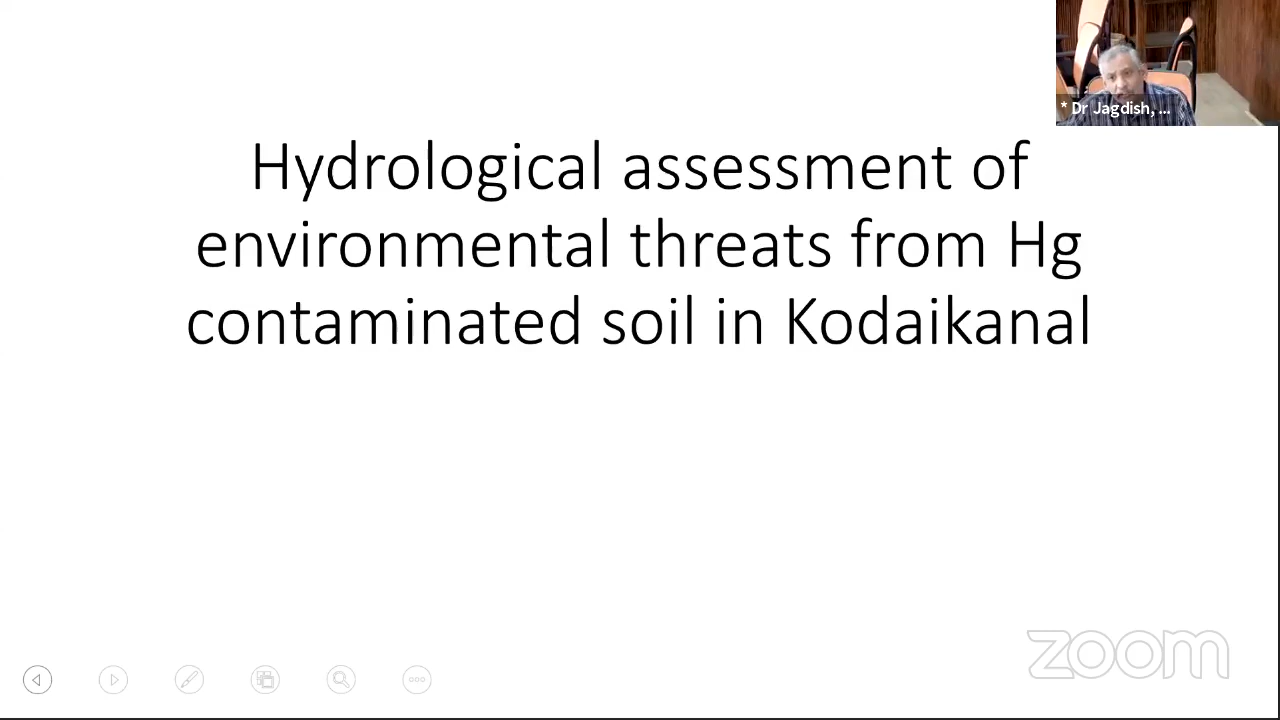 * Dr Jagdish, ...
Hydrological assessment of
environmental threats from Hg
contaminated soil in Kodaikanal
zoom